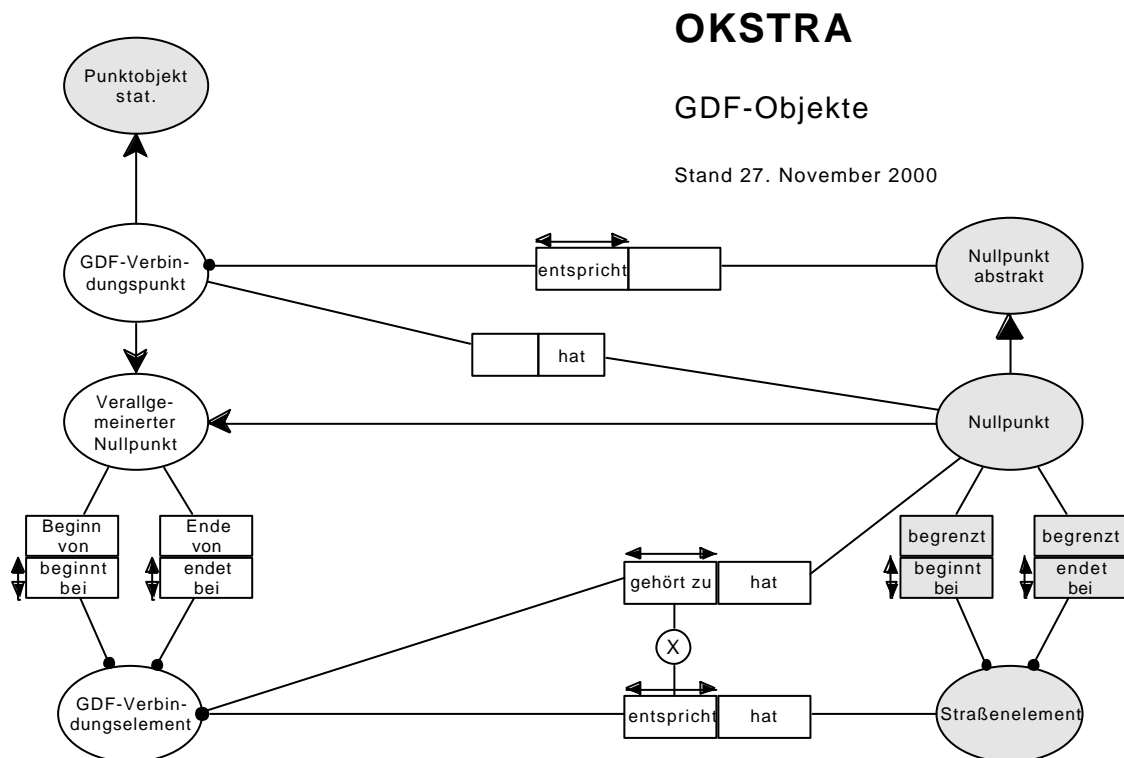 OKSTRA
GDF-Objekte
Stand 27. November 2000
Punktobjekt
stat.
GDF-Verbin-
dungspunkt
entspricht
Nullpunkt
abstrakt
hat
Verallge-
meinerter
Nullpunkt
Nullpunkt
Beginn
von
beginnt
bei
Ende
von
endet
bei
begrenzt
beginnt
bei
begrenzt
endet
bei
gehört zu
hat
X
GDF-Verbin-
dungselement
entspricht
hat
Straßenelement